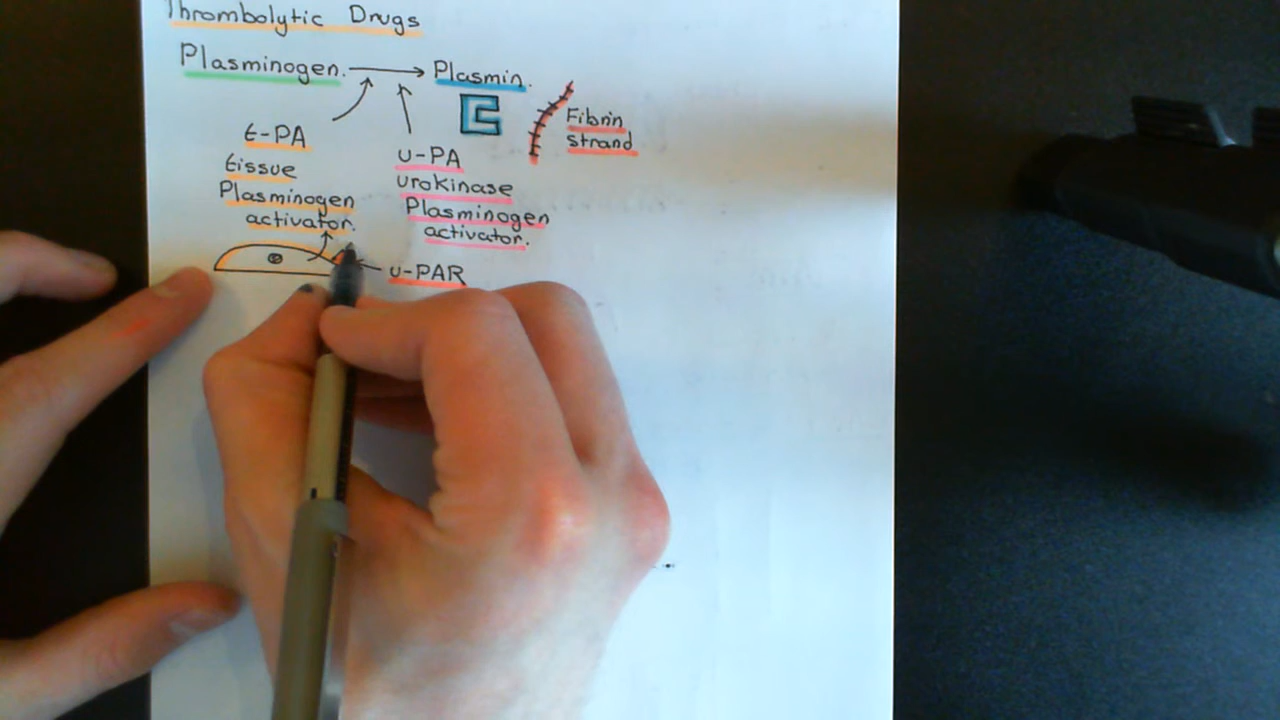 Thrombolytic Drugs
Plasminogen. Plasmin.
Fibrin
strand
t-PA
tissue
Plasminogen
activator.
u-PA
urokinase
Plasminogen
activator.
u-PAR